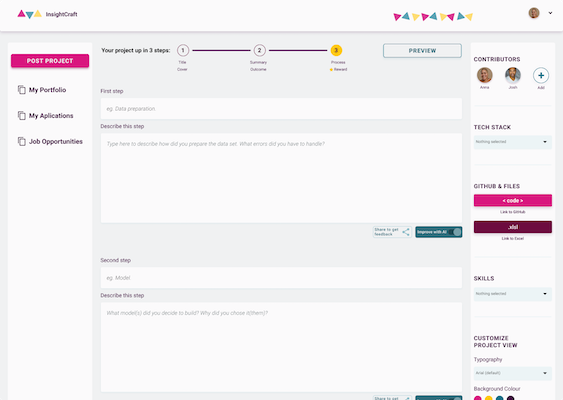 InsightCraft
POST PROJECT
My Portfolio
My Aplications
Job Opportunities
Your project up in 3 steps:
1
Title
Cover
2
Summary
Outcome
3
Process
Reward
PREVIEW
First step
eg. Data preparation.
Describe this step
Type here to describe how did you prepare the data set. What errors did you have to handle?
Share to get
feedback
Improve with AI
Second step
eg. Model
Describe this step
What model(s) did you decide to build? Why did you chose it(hem)?
Share to get
CONTRIBUTORS
Anna
Josh
Add
TECH STACK
Nothing selected
GITHUB & FILES
< code >
Link to GitHub
.xlsl
Link to Excel
SKILLS
Nothing selected
CUSTOMIZE
PROJECT VIEW
Typography
Arial (default)
Background Colour